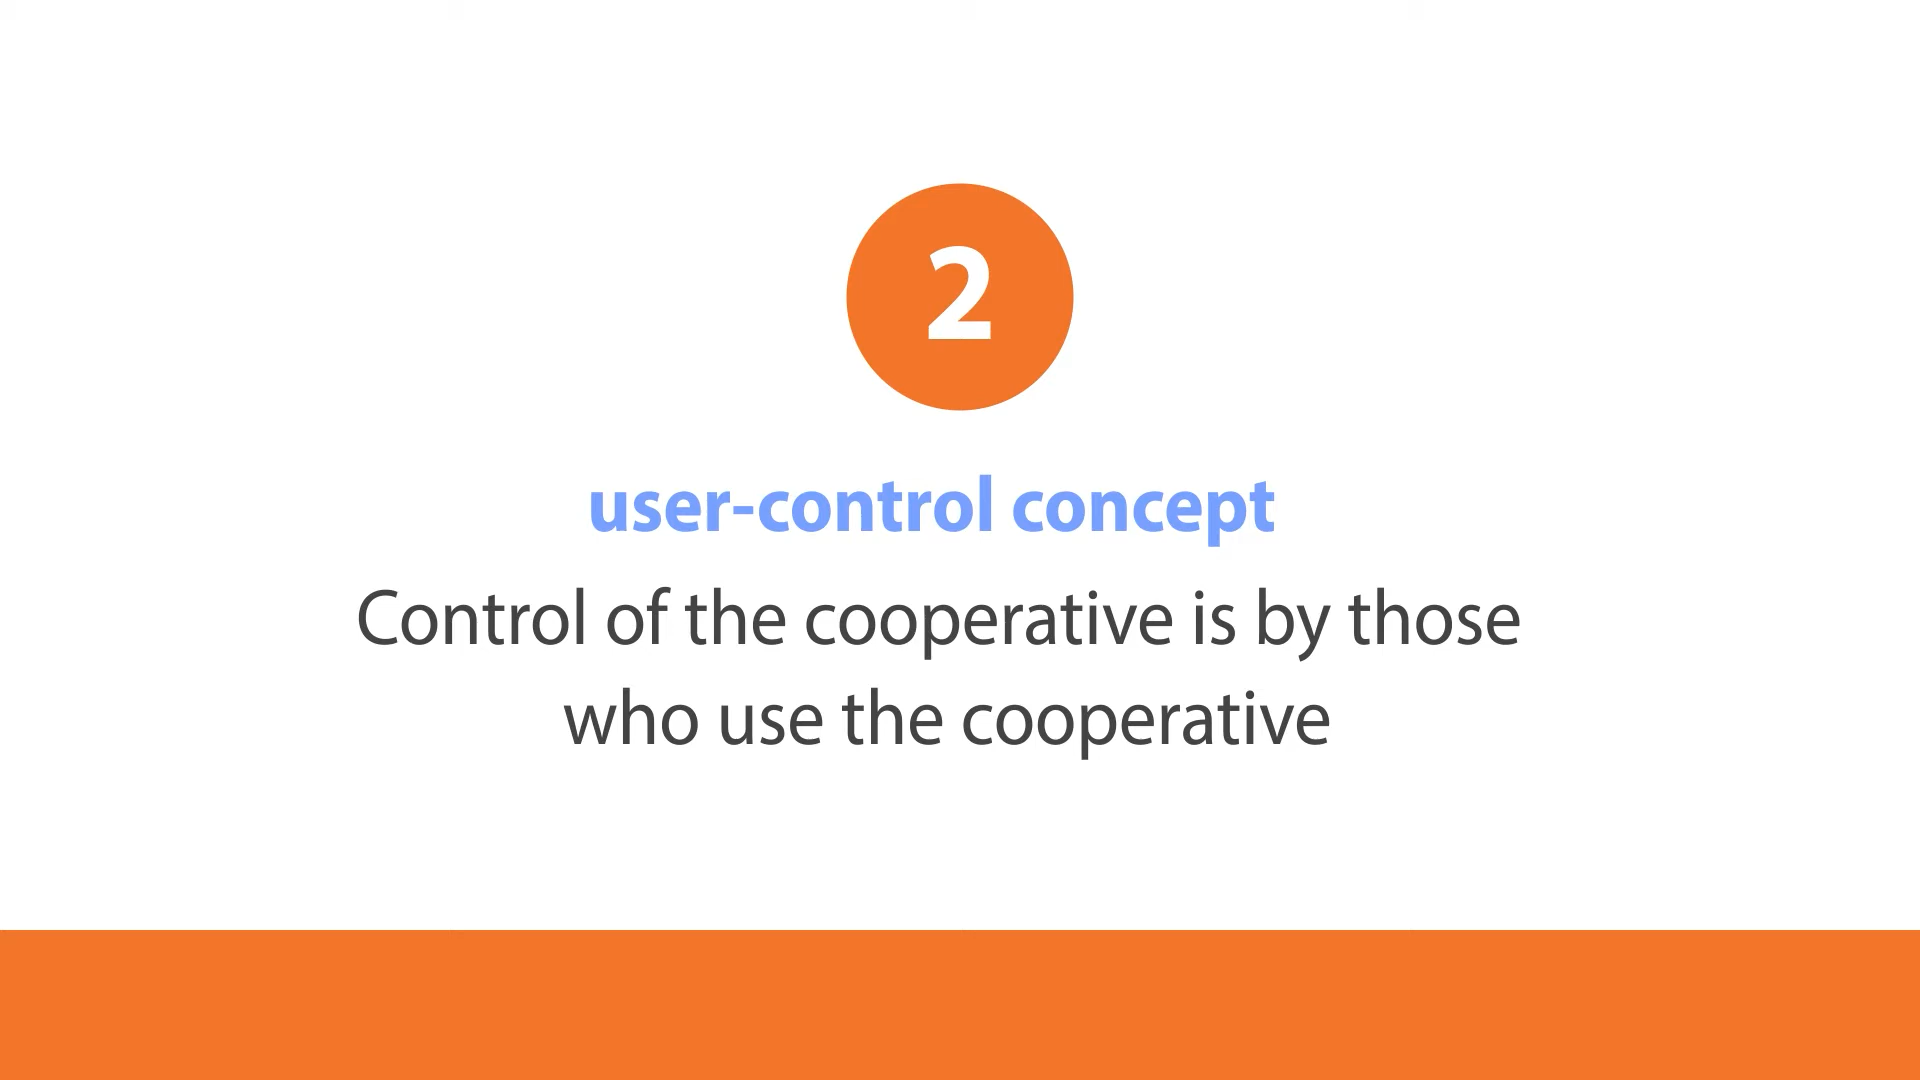 2
user-control concept
Control of the cooperative is by those
who use the cooperative